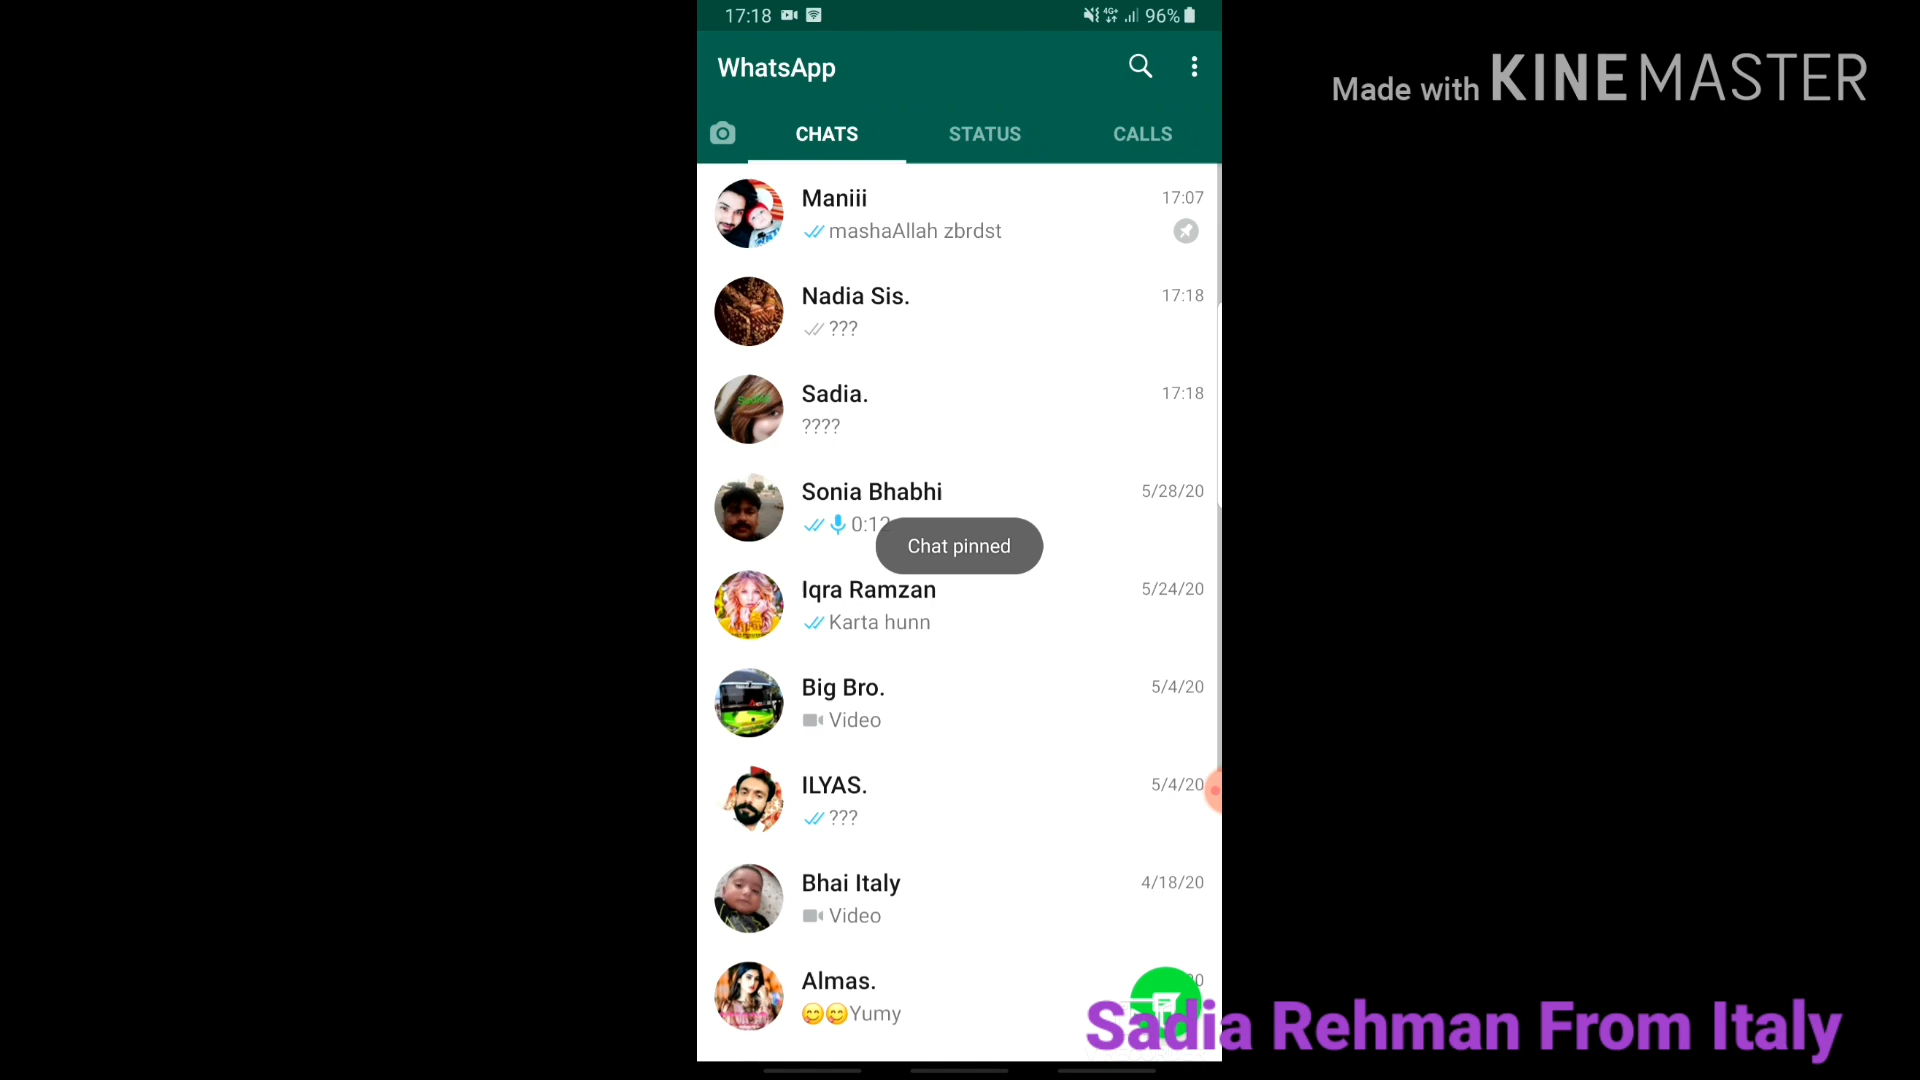 17:18 4G+ 96%
Made with KINEMASTER
WhatsApp
CHATS STATUS CALLS
Maniii 17:07
mashaAllah zbrdst
Nadia Sis. 17:18
???
Sadia. 17:18
????
Sonia Bhabhi 5/28/20
0:12
Chat pinned
Iqra Ramzan 5/24/20
Karta hunn
Big Bro. 5/4/20
Video
ILYAS. 5/4/20
???
Bhai Italy 4/18/20
Video
Almas.
😋😋Yumy
Sadia Rehman From Italy